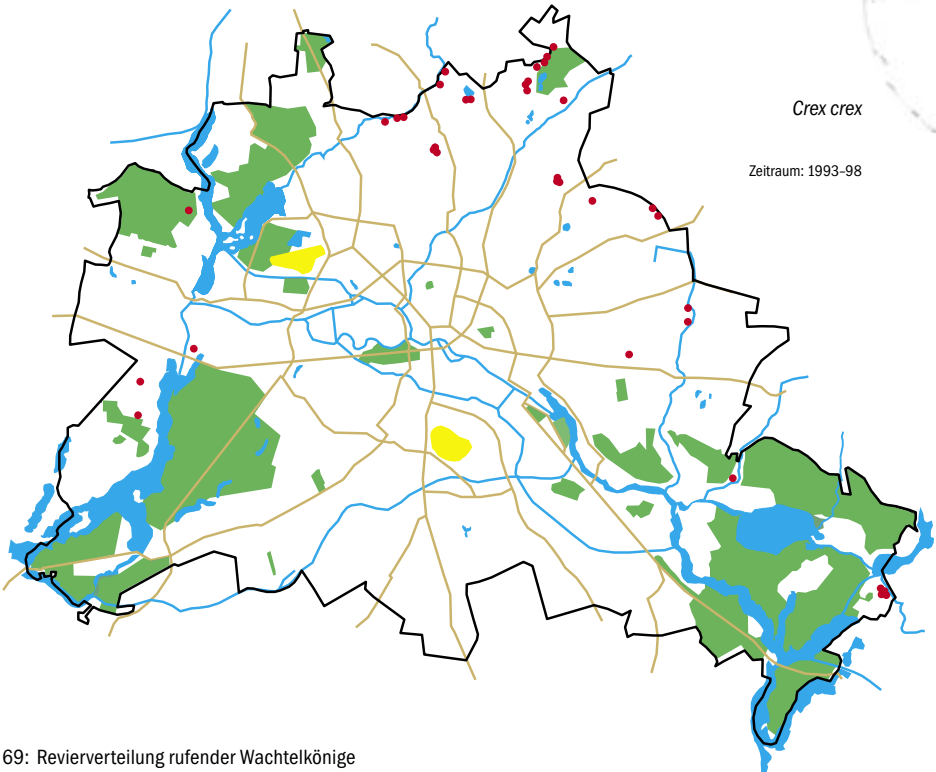 Crex crex
Zeitraum: 1993–98
69: Revierverteilung rufender Wachtelkönige